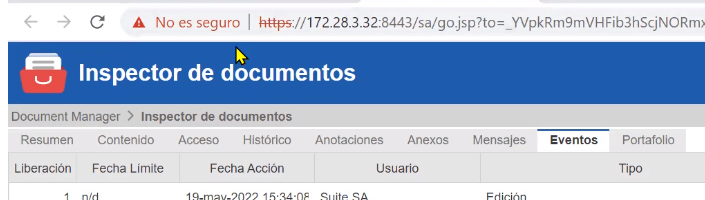 No es seguro | https://172.28.3.32:8443/sa/go.jsp?to=_YVpkRm9mVHFib3hScjNORmx
Inspector de documentos
Document Manager > Inspector de documentos
Resumen Contenido Acceso Histórico Anotaciones Anexos Mensajes Eventos Portafolio
Liberación Fecha Límite Fecha Acción Usuario Tipo
1 n/d 19-may-2022 15:34:08 Suite SA Edición